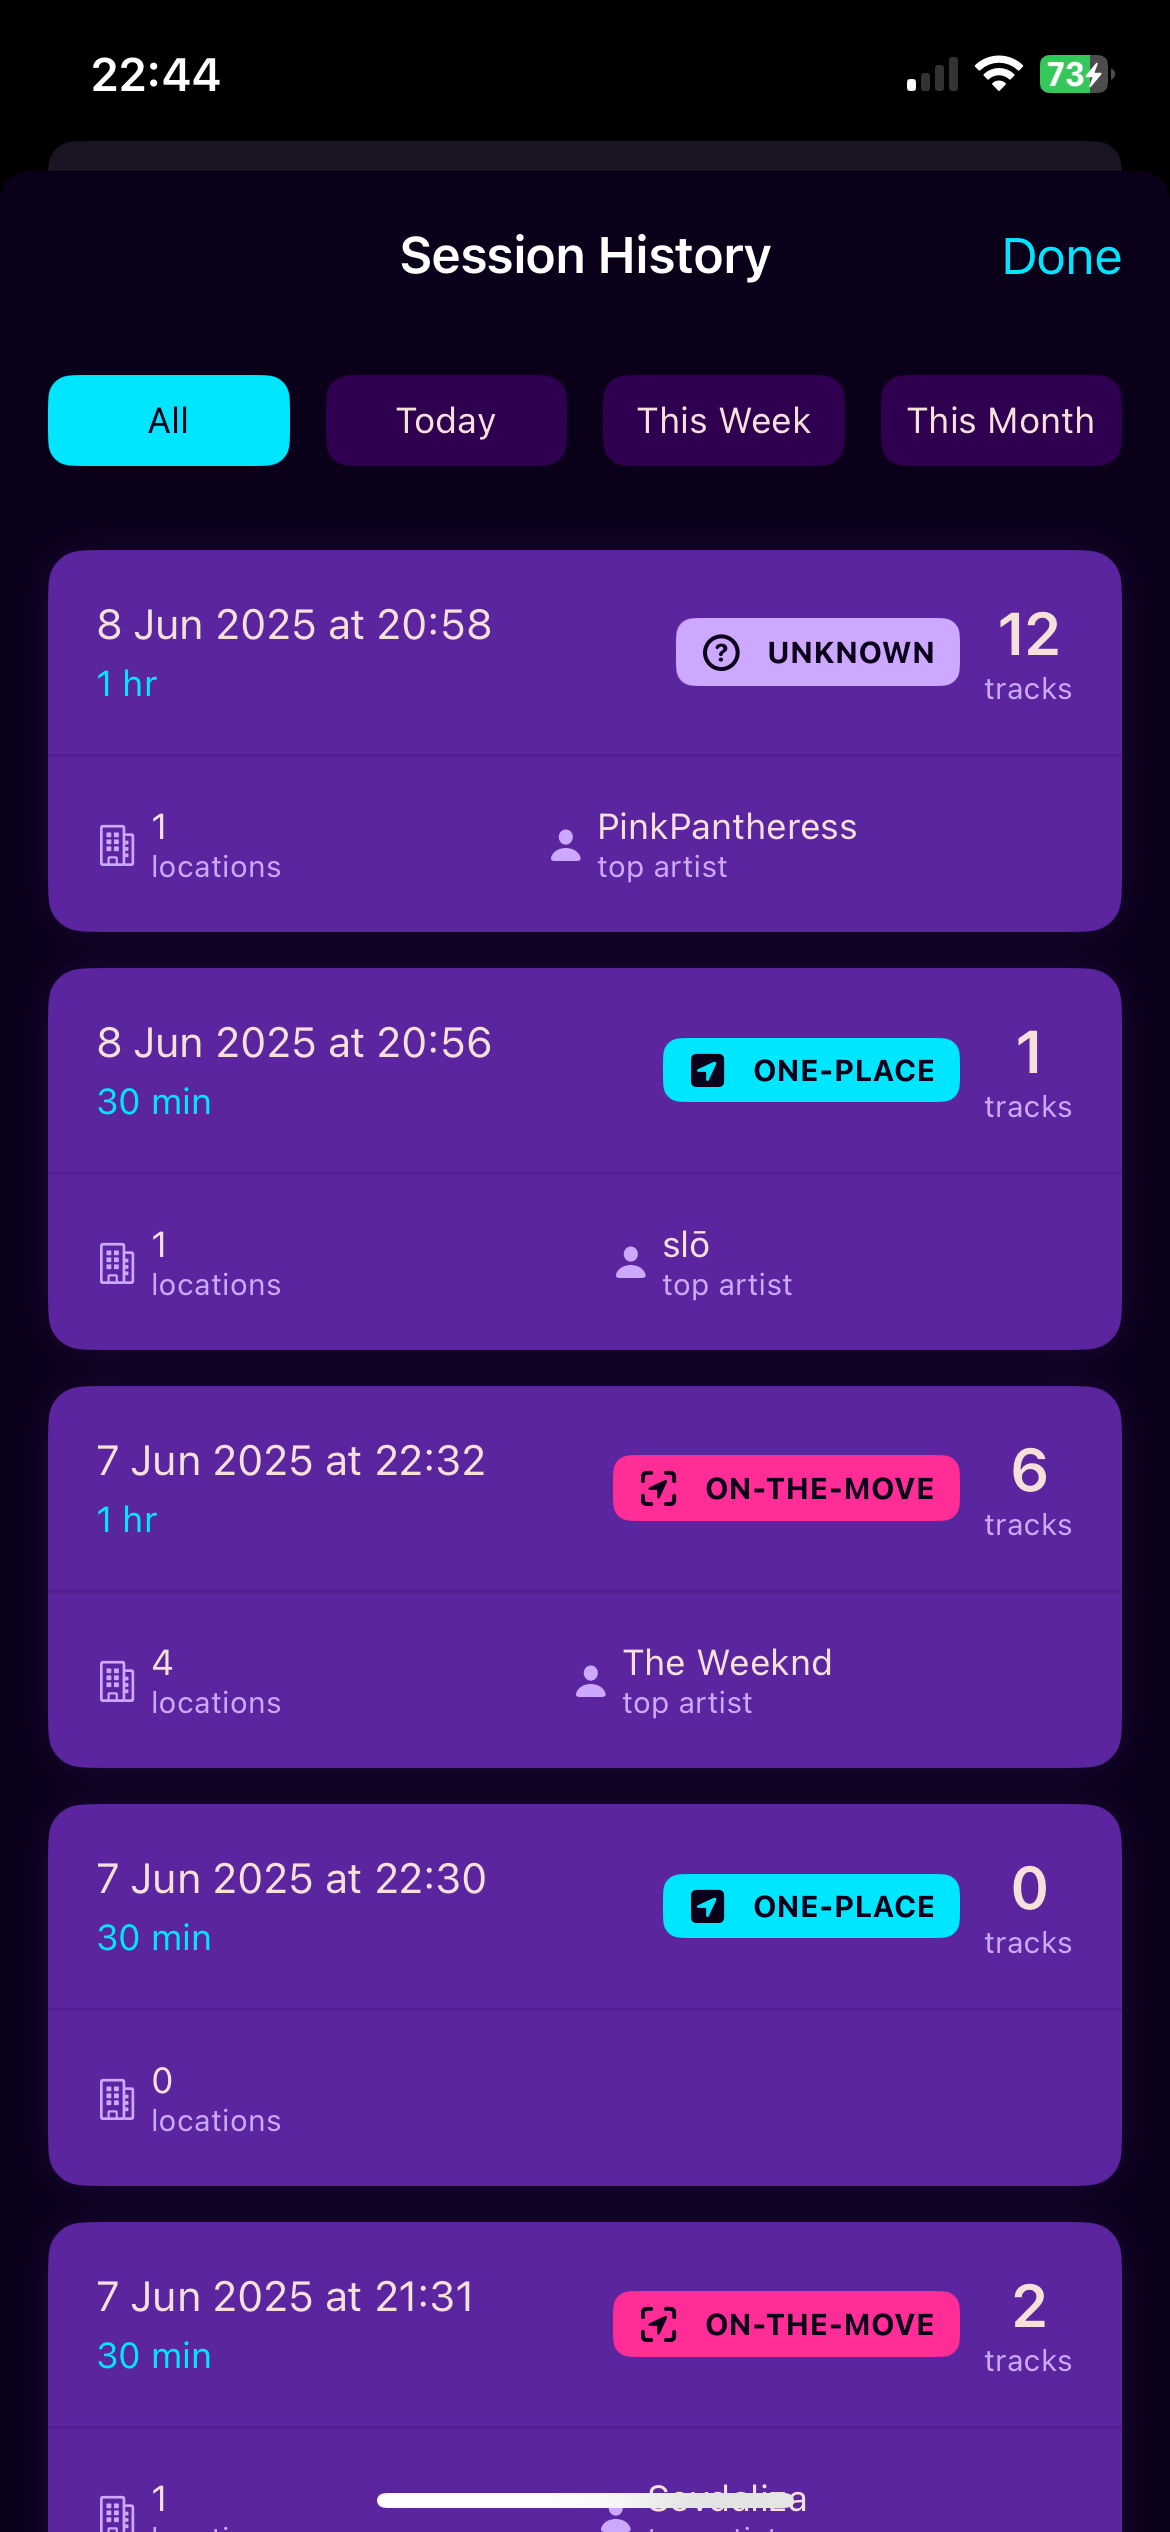 22:44
73
Session History
Done
All
Today
This Week
This Month
8 Jun 2025 at 20:58
1 hr
UNKNOWN
12
tracks
1
locations
PinkPantheress
top artist
8 Jun 2025 at 20:56
30 min
ONE-PLACE
1
tracks
1
locations
slō
top artist
7 Jun 2025 at 22:32
1 hr
ON-THE-MOVE
6
tracks
4
locations
The Weeknd
top artist
7 Jun 2025 at 22:30
30 min
ONE-PLACE
0
tracks
0
locations
7 Jun 2025 at 21:31
30 min
ON-THE-MOVE
2
tracks
1
Sevdaliza